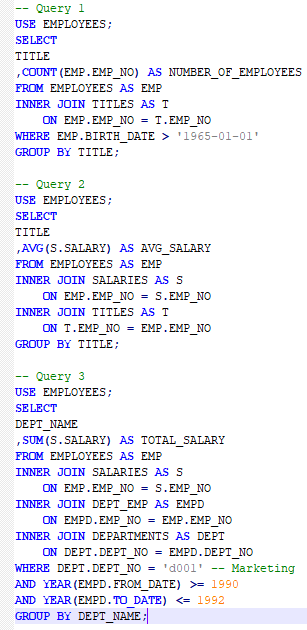 -- Query 1
USE EMPLOYEES;
SELECT
TITLE
,COUNT(EMP.EMP_NO) AS NUMBER_OF_EMPLOYEES
FROM EMPLOYEES AS EMP
INNER JOIN TITLES AS T
    ON EMP.EMP_NO = T.EMP_NO
WHERE EMP.BIRTH_DATE > '1965-01-01'
GROUP BY TITLE;

-- Query 2
USE EMPLOYEES;
SELECT
TITLE
,AVG(S.SALARY) AS AVG_SALARY
FROM EMPLOYEES AS EMP
INNER JOIN SALARIES AS S
    ON EMP.EMP_NO = S.EMP_NO
INNER JOIN TITLES AS T
    ON T.EMP_NO = EMP.EMP_NO
GROUP BY TITLE;

-- Query 3
USE EMPLOYEES;
SELECT
DEPT_NAME
,SUM(S.SALARY) AS TOTAL_SALARY
FROM EMPLOYEES AS EMP
INNER JOIN SALARIES AS S
    ON EMP.EMP_NO = S.EMP_NO
INNER JOIN DEPT_EMP AS EMPD
    ON EMPD.EMP_NO = EMP.EMP_NO
INNER JOIN DEPARTMENTS AS DEPT
    ON DEPT.DEPT_NO = EMPD.DEPT_NO
WHERE DEPT.DEPT_NO = 'd001' -- Marketing
AND YEAR(EMPD.FROM_DATE) >= 1990
AND YEAR(EMPD.TO_DATE) <= 1992
GROUP BY DEPT_NAME;